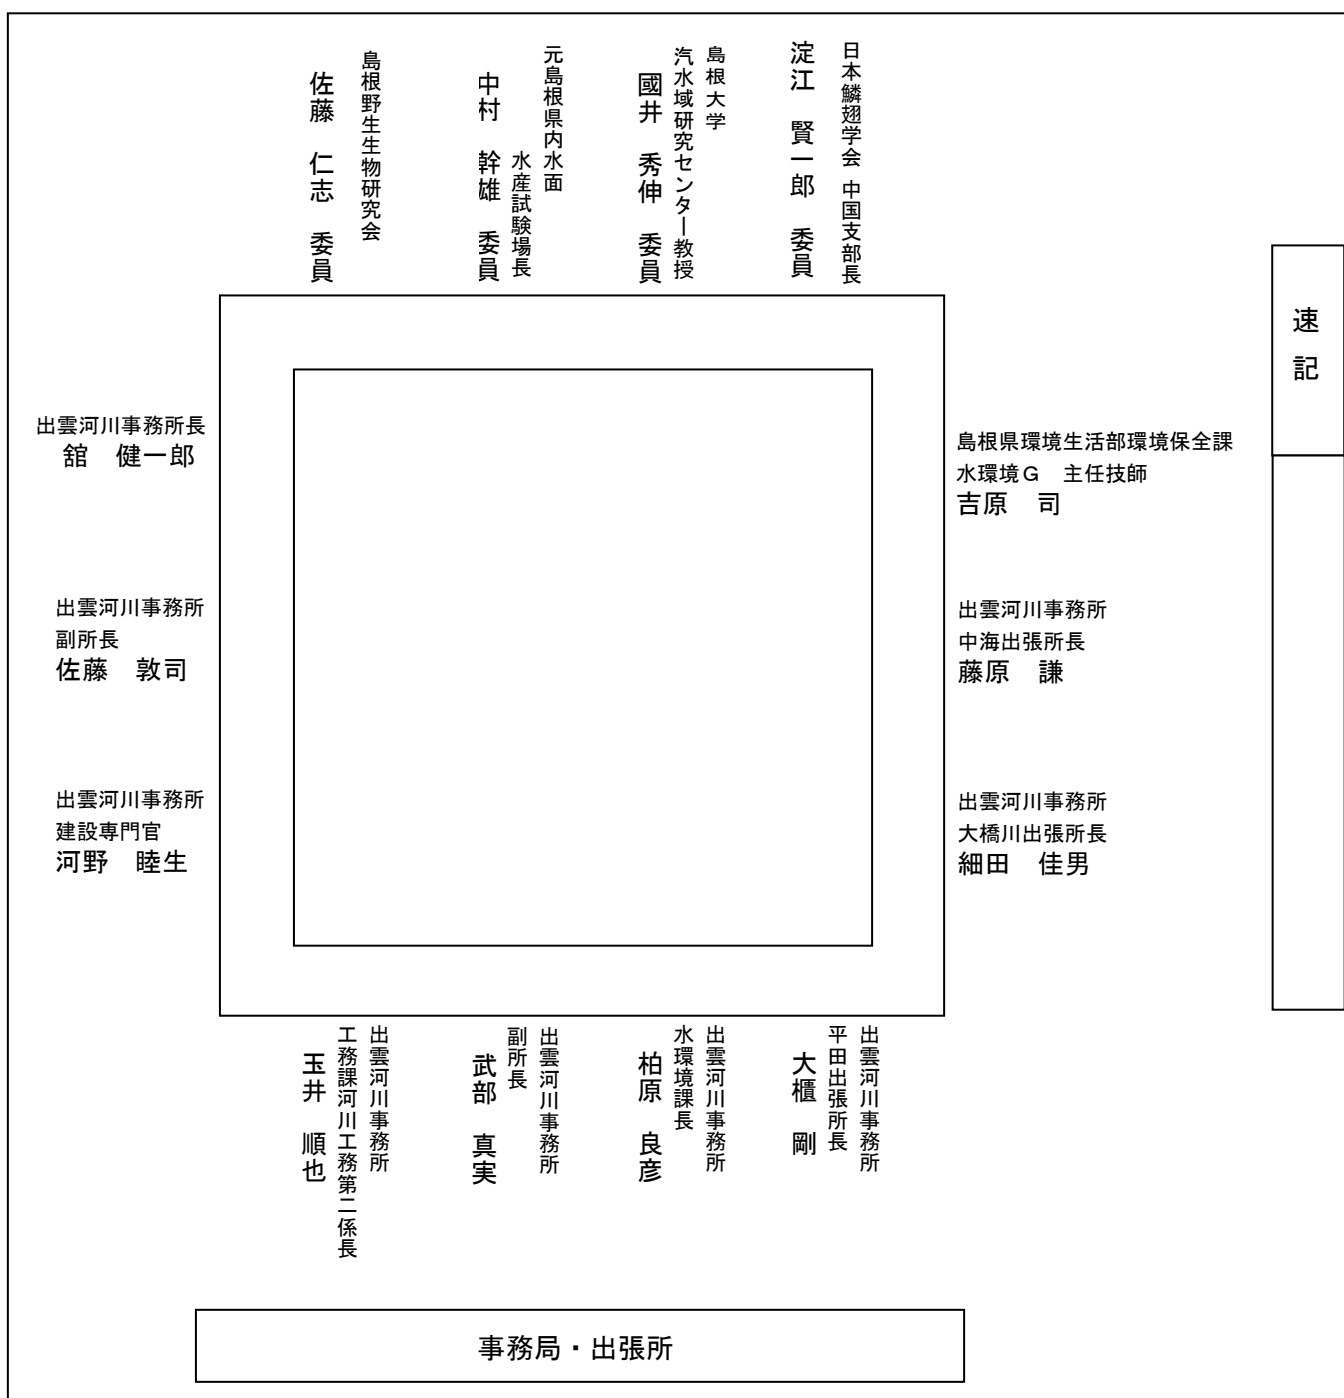 日本鱗翅学会 中国支部長
淀江 賢一郎 委員
島根大学
汽水域研究センター教授
國井 秀伸 委員
元島根県内水面
水産試験場長
中村 幹雄 委員
島根野生生物研究会
佐藤 仁志 委員
速記
出雲河川事務所長
舘 健一郎
出雲河川事務所
副所長
佐藤 敦司
出雲河川事務所
建設専門官
河野 睦生
島根県環境生活部環境保全課
水環境G 主任技師
吉原 司
出雲河川事務所
中海出張所長
藤原 謙
出雲河川事務所
大橋川出張所長
細田 佳男
出雲河川事務所
平田出張所長
大櫃 剛
出雲河川事務所
水環境課長
柏原 良彦
出雲河川事務所
副所長
武部 真実
出雲河川事務所
工務課河川工務第二係長
玉井 順也
事務局・出張所